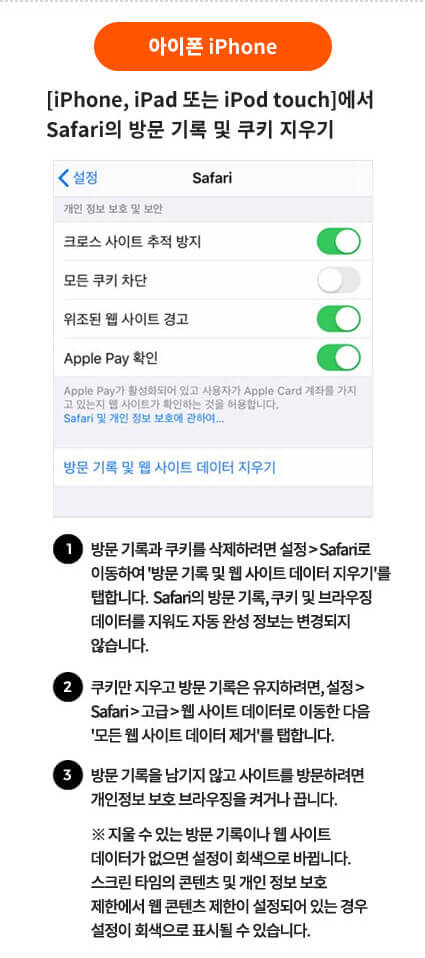 아이폰 iPhone
[iPhone, iPad 또는 iPod touch]에서
Safari의 방문 기록 및 쿠키 지우기
설정
Safari
개인 정보 보호 및 보안
크로스 사이트 추적 방지
모든 쿠키 차단
위조된 웹 사이트 경고
Apple Pay 확인
Apple Pay가 활성화되어 있고 사용자가 Apple Card 계좌를 가지
고 있는지 웹 사이트가 확인하는 것을 허용합니다.
Safari 및 개인 정보 보호에 관하여...
방문 기록 및 웹 사이트 데이터 지우기
1 방문 기록과 쿠키를 삭제하려면 설정 > Safari로
이동하여 '방문 기록 및 웹 사이트 데이터 지우기'를
탭합니다. Safari의 방문 기록, 쿠키 및 브라우징
데이터를 지워도 자동 완성 정보는 변경되지
않습니다.
2 쿠키만 지우고 방문 기록은 유지하려면, 설정 >
Safari > 고급 > 웹 사이트 데이터로 이동한 다음
'모든 웹 사이트 데이터 제거'를 탭합니다.
3 방문 기록을 남기지 않고 사이트를 방문하려면
개인정보 보호 브라우징을 켜거나 끕니다.
※ 지울 수 있는 방문 기록이나 웹 사이트
데이터가 없으면 설정이 회색으로 바뀝니다.
스크린 타임의 콘텐츠 및 개인 정보 보호
제한에서 웹 콘텐츠 제한이 설정되어 있는 경우
설정이 회색으로 표시될 수 있습니다.